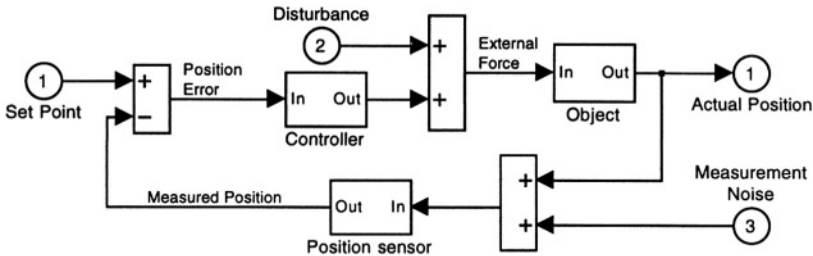 Disturbance
2
1
Set Point
+
−
Position
Error
In Out
Controller
+
+
External
Force
In Out
Object
1
Actual Position
Measurement
Noise
3
+
+
Out In
Position sensor
Measured Position